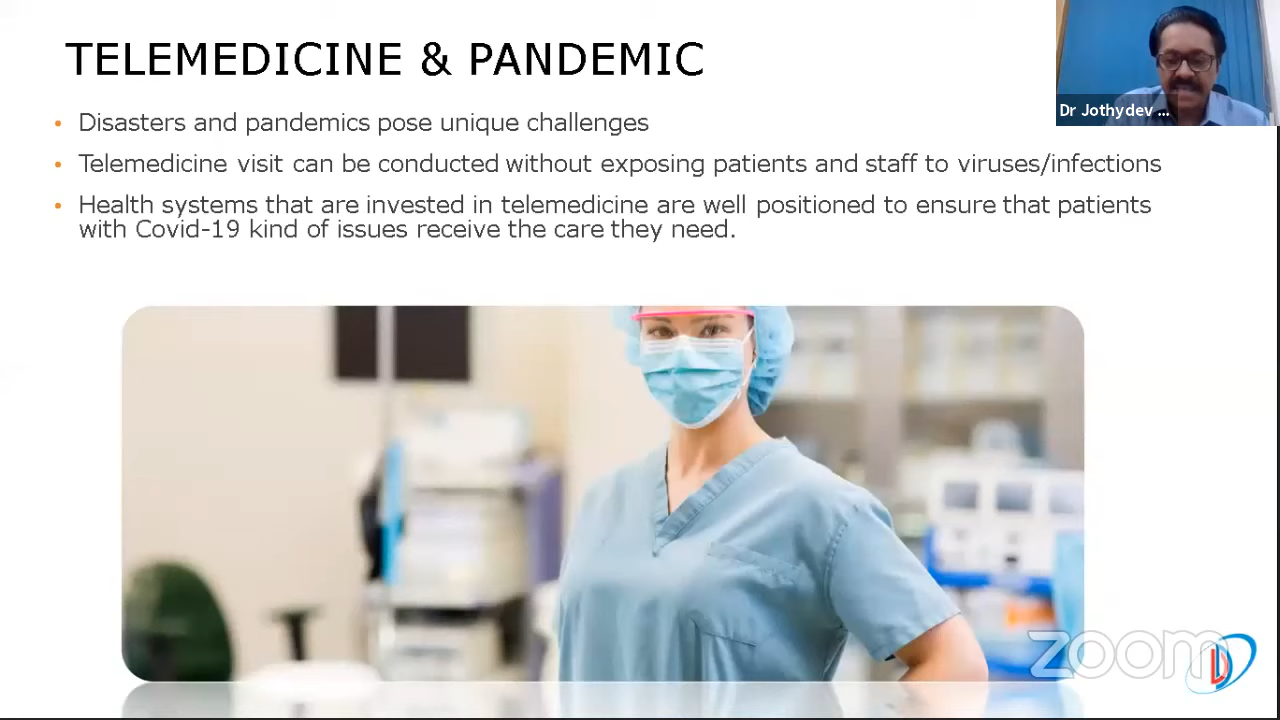 TELEMEDICINE & PANDEMIC
Dr Jothydev ...
• Disasters and pandemics pose unique challenges
• Telemedicine visit can be conducted without exposing patients and staff to viruses/infections
• Health systems that are invested in telemedicine are well positioned to ensure that patients
with Covid-19 kind of issues receive the care they need.
zoom